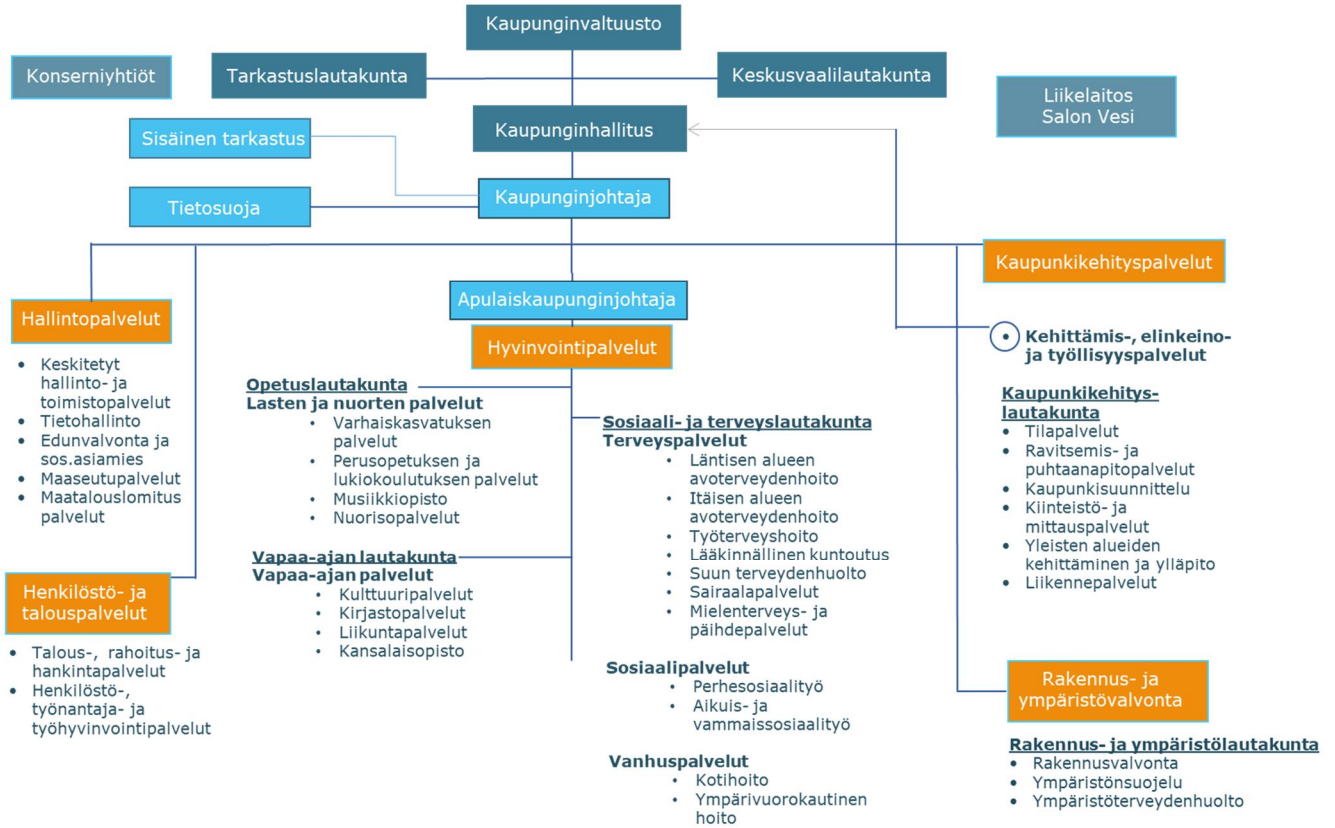 Kaupunginvaltuusto
Konserniyhtiöt
Tarkastuslautakunta
Keskusvaalilautakunta
Liikelaitos
Salon Vesi
Kaupunginhallitus
Sisäinen tarkastus
Kaupunginjohtaja
Tietosuoja
Kaupunkikehityspalvelut
Apulaiskaupunginjohtaja
Hallintopalvelut
Hyvinvointipalvelut
• Keskitetyt
hallinto- ja
toimistopalvelut
• Tietohallinto
• Edunvalvonta ja
sos.asiamies
• Maaseutupalvelut
• Maatalouslomitus
palvelut
Henkilöstö- ja
talouspalvelut
• Talous-, rahoitus- ja
hankintapalvelut
• Henkilöstö-,
työnantaja- ja
työhyvinvointipalvelut
Opetuslautakunta
Lasten ja nuorten palvelut
• Varhaiskasvatuksen
palvelut
• Perusopetuksen ja
lukiokoulutuksen palvelut
• Musiikkiopisto
• Nuorisopalvelut
Vapaa-ajan lautakunta
Vapaa-ajan palvelut
• Kulttuuripalvelut
• Kirjastopalvelut
• Liikuntapalvelut
• Kansalaisopisto
Sosiaali- ja terveyslautakunta
Terveyspalvelut
• Läntisen alueen
avoterveydenhoito
• Itäisen alueen
avoterveydenhoito
• Työterveyshoito
• Lääkinnällinen kuntoutus
• Suun terveydenhuolto
• Sairaalapalvelut
• Mielenterveys- ja
päihdepalvelut
Sosiaalipalvelut
• Perhesosiaalityö
• Aikuis- ja
vammaissosiaalityö
Vanhuspalvelut
• Kotihoito
• Ympärivuorokautinen
hoito
• Kehittämis-, elinkeino-
ja työllisyyspalvelut
Kaupunkikehitys-
lautakunta
• Tilapalvelut
• Ravitsemis- ja
puhtaanapitopalvelut
• Kaupunkisuunnittelu
• Kiinteistö- ja
mittauspalvelut
• Yleisten alueiden
kehittäminen ja ylläpito
• Liikennepalvelut
Rakennus- ja
ympäristövalvonta
Rakennus- ja ympäristölautakunta
• Rakennusvalvonta
• Ympäristönsuojelu
• Ympäristöterveydenhuolto